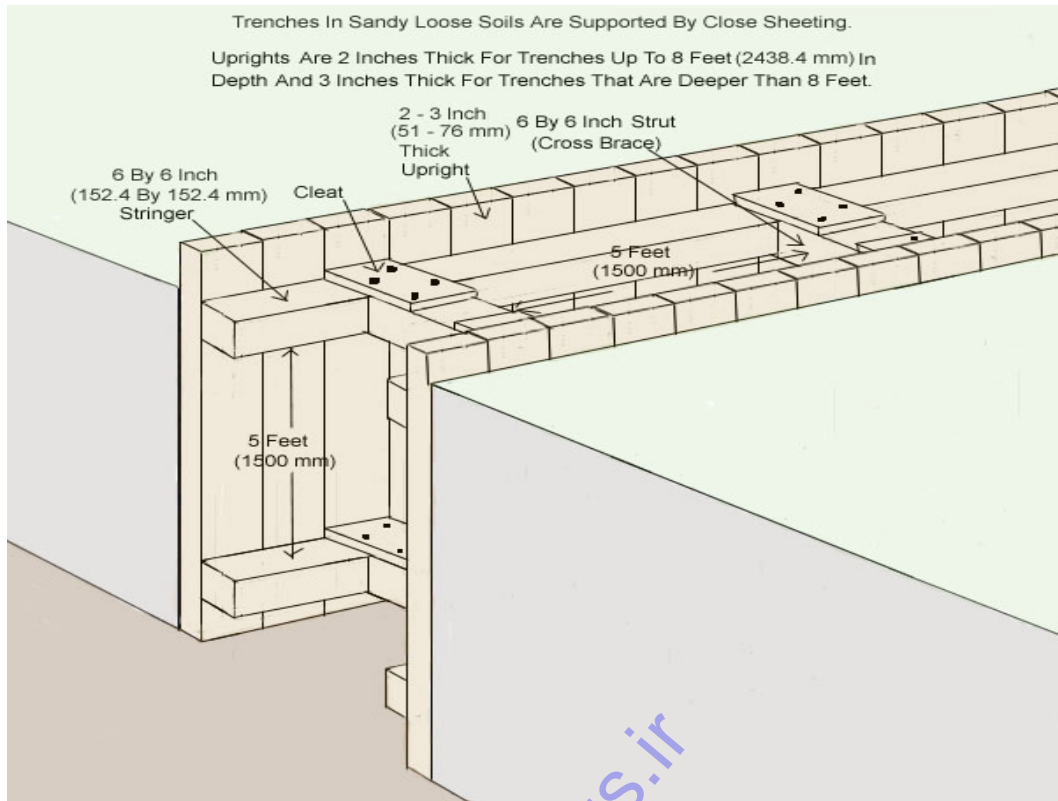 Trenches In Sandy Loose Soils Are Supported By Close Sheeting.
Uprights Are 2 Inches Thick For Trenches Up To 8 Feet (2438.4 mm) In
Depth And 3 Inches Thick For Trenches That Are Deeper Than 8 Feet.
2 - 3 Inch
(51 - 76 mm)
Thick
Upright
6 By 6 Inch Strut
(Cross Brace)
6 By 6 Inch
(152.4 By 152.4 mm)
Stringer
Cleat
5 Feet
(1500 mm)
5 Feet
(1500 mm)
s.ir